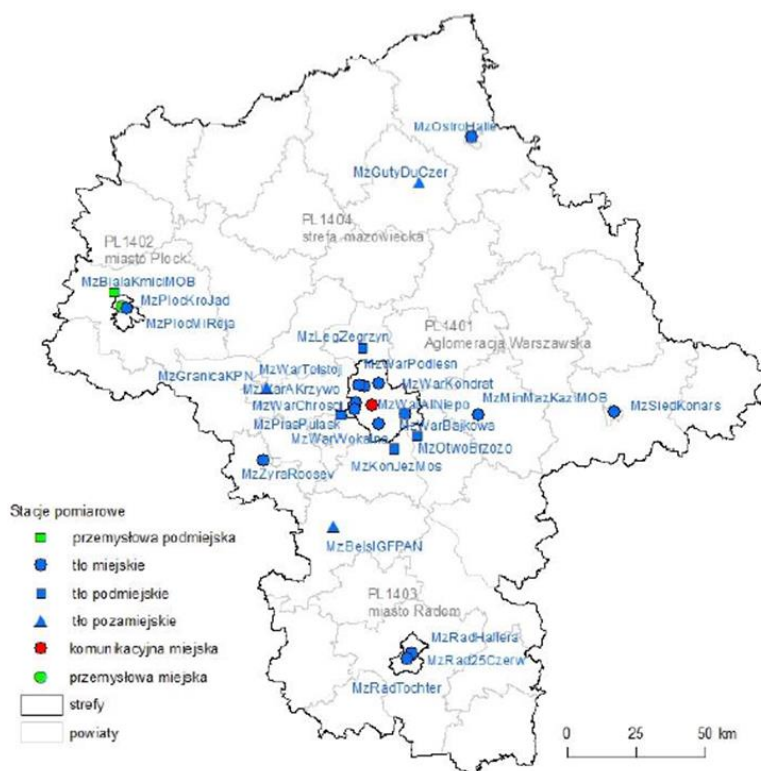 MzOstroHalle
MzGutyDuCzer
PL1404
strefa mazowiecka
PL1402
miasto Płock
MzBialaKmiciMOB
MzPlocKroJad
MzPlocMiReja
MzLegZegrzyn
PL1401
Aglomeracja Warszawska
MzGranicaKPN
MzWarTolstoj
MzWarPodlesn
MzWarAKrzywo
MzWarKondrat
MzWarChrosci
MzWarAlNiepo
MzMinMazKaziMOB
MzSiedKonars
MzPiasPulask
MzWarBajkowa
MzWarWokalna
MzOtwoBrzozo
MzKonJezMos
MzZyraRoosev
Stacje pomiarowe
przemysłowa podmiejska
tło miejskie
tło podmiejskie
tło pozamiejskie
komunikacyjna miejska
przemysłowa miejska
strefy
powiaty
MzBelsIGFPAN
PL1403
miasto Radom
MzRadHallera
MzRad25Czerw
MzRadTochter
0 25 50 km